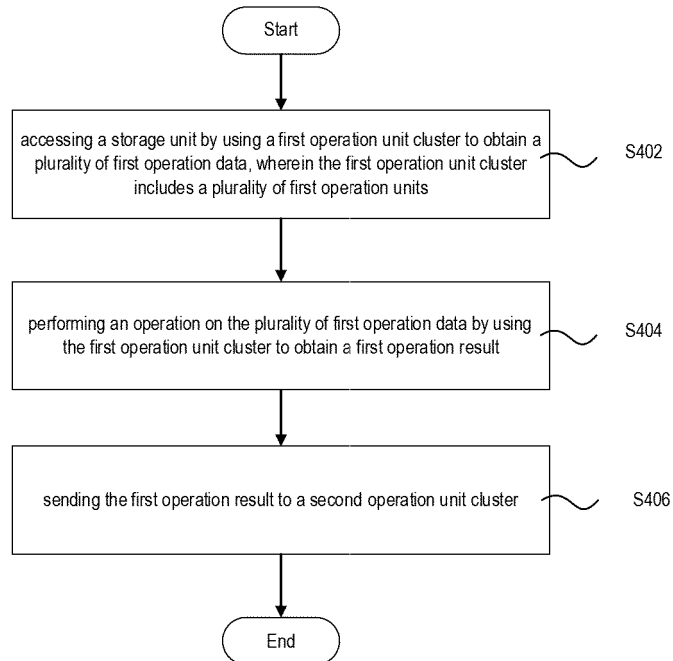 Start
accessing a storage unit by using a first operation unit cluster to obtain a
plurality of first operation data, wherein the first operation unit cluster
includes a plurality of first operation units
S402
performing an operation on the plurality of first operation data by using
the first operation unit cluster to obtain a first operation result
S404
sending the first operation result to a second operation unit cluster
S406
End